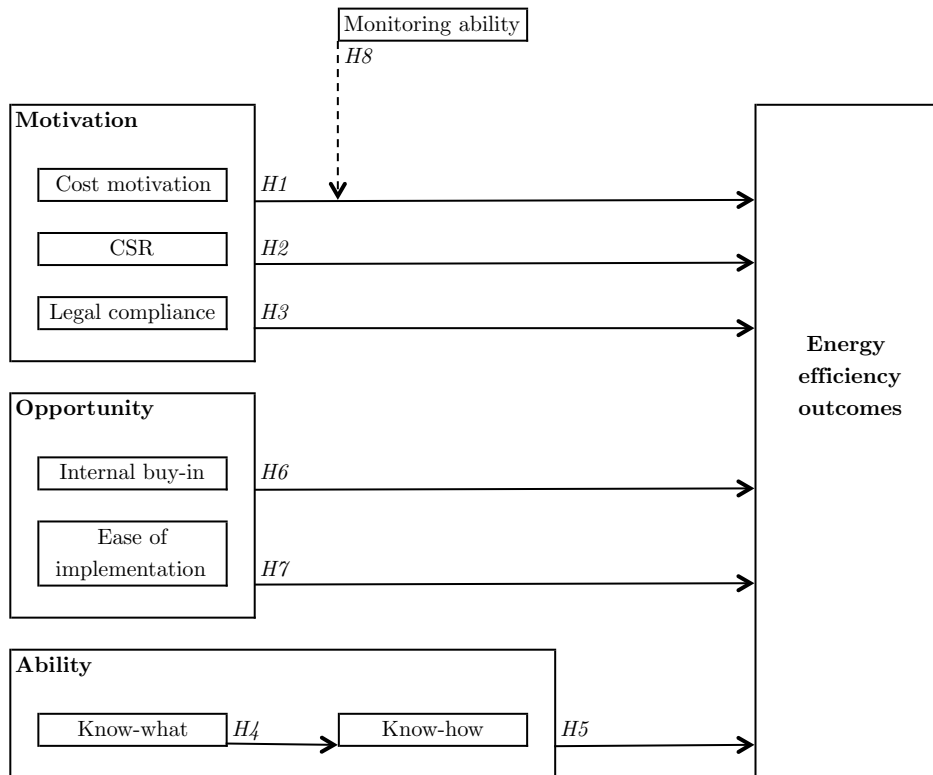 Monitoring ability
H8
Motivation
Cost motivation
H1
CSR
H2
Legal compliance
H3
Energy
efficiency
outcomes
Opportunity
Internal buy-in
H6
Ease of
implementation
H7
Ability
Know-what
H4
Know-how
H5